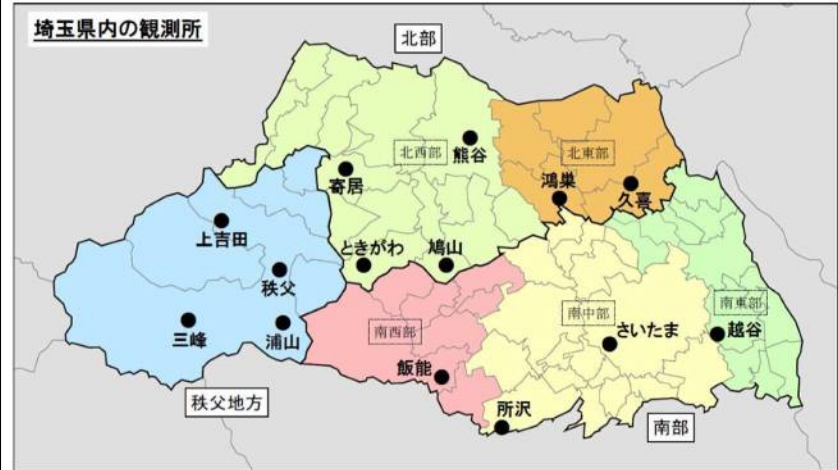 埼玉県内の観測所
北部
北西部
熊谷
北東部
寄居
鴻巣
久喜
上吉田
ときがわ
鳩山
秩父
南西部
南中部
南東部
三峰
浦山
さいたま
越谷
飯能
秩父地方
所沢
南部